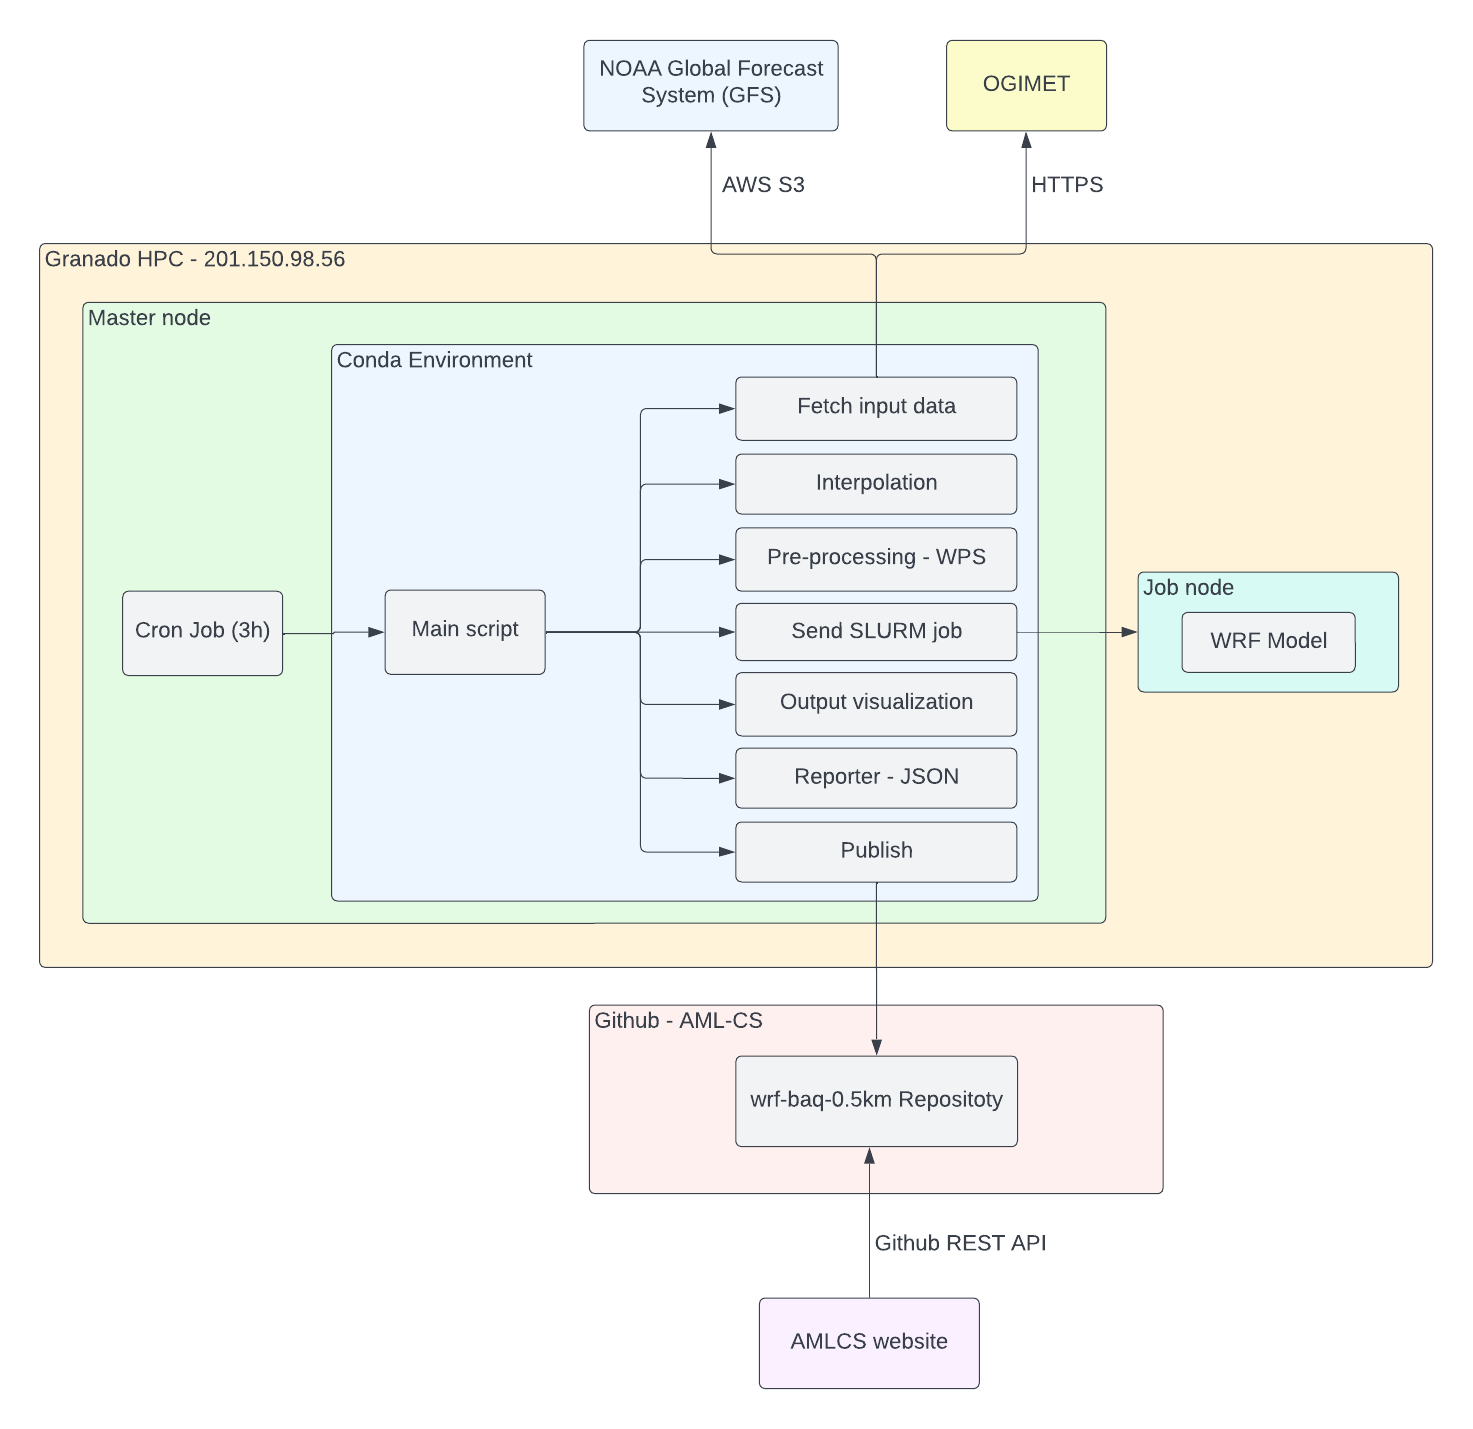 NOAA Global Forecast
System (GFS)
OGIMET
AWS S3
HTTPS
Granado HPC - 201.150.98.56
Master node
Conda Environment
Fetch input data
Interpolation
Pre-processing - WPS
Cron Job (3h)
Main script
Send SLURM job
Job node
WRF Model
Output visualization
Reporter - JSON
Publish
Github - AML-CS
wrf-baq-0.5km Repositoty
Github REST API
AMLCS website